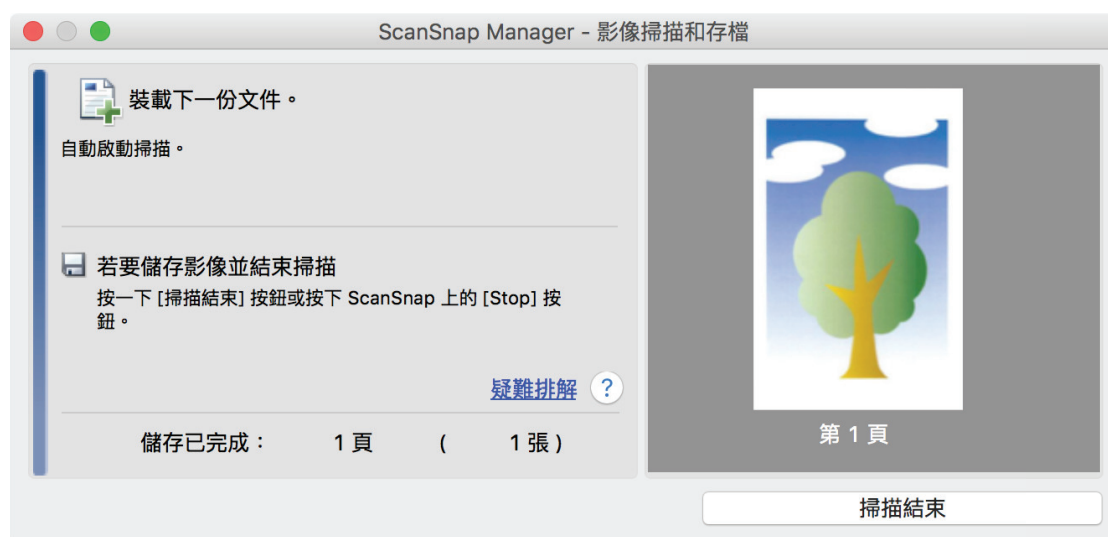 ScanSnap Manager - 影像掃描和存檔
裝載下一份文件。
自動啟動掃描。
若要儲存影像並結束掃描
按一下 [掃描結束] 按鈕或按下 ScanSnap 上的 [Stop] 按
鈕。
疑難排解 ?
儲存已完成： 1 頁 ( 1 張 )
第 1 頁
掃描結束